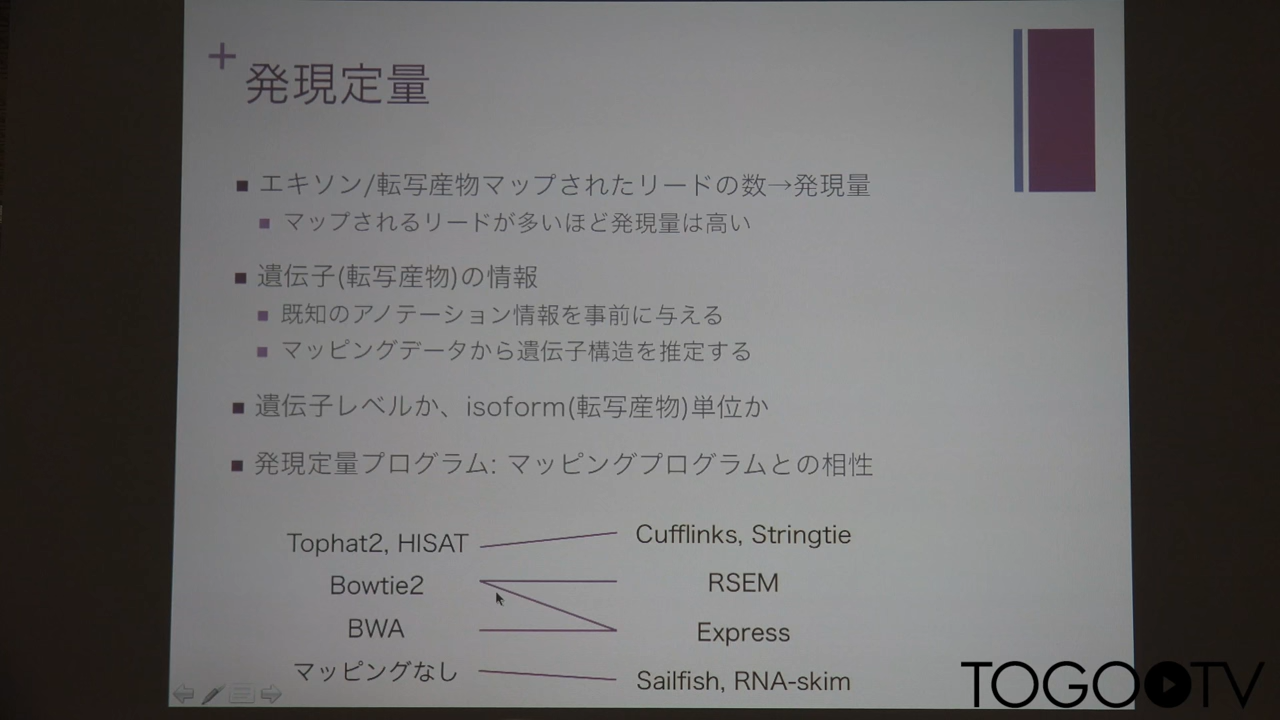 +
発現定量
エキソン/転写産物マップされたリードの数→発現量
マップされるリードが多いほど発現量は高い
遺伝子(転写産物)の情報
既知のアノテーション情報を事前に与える
マッピングデータから遺伝子構造を推定する
遺伝子レベルか、isoform(転写産物)単位か
発現定量プログラム: マッピングプログラムとの相性
Tophat2, HISAT
Cufflinks, Stringtie
Bowtie2
RSEM
BWA
Express
マッピングなし
Sailfish, RNA-skim
TOGO TV